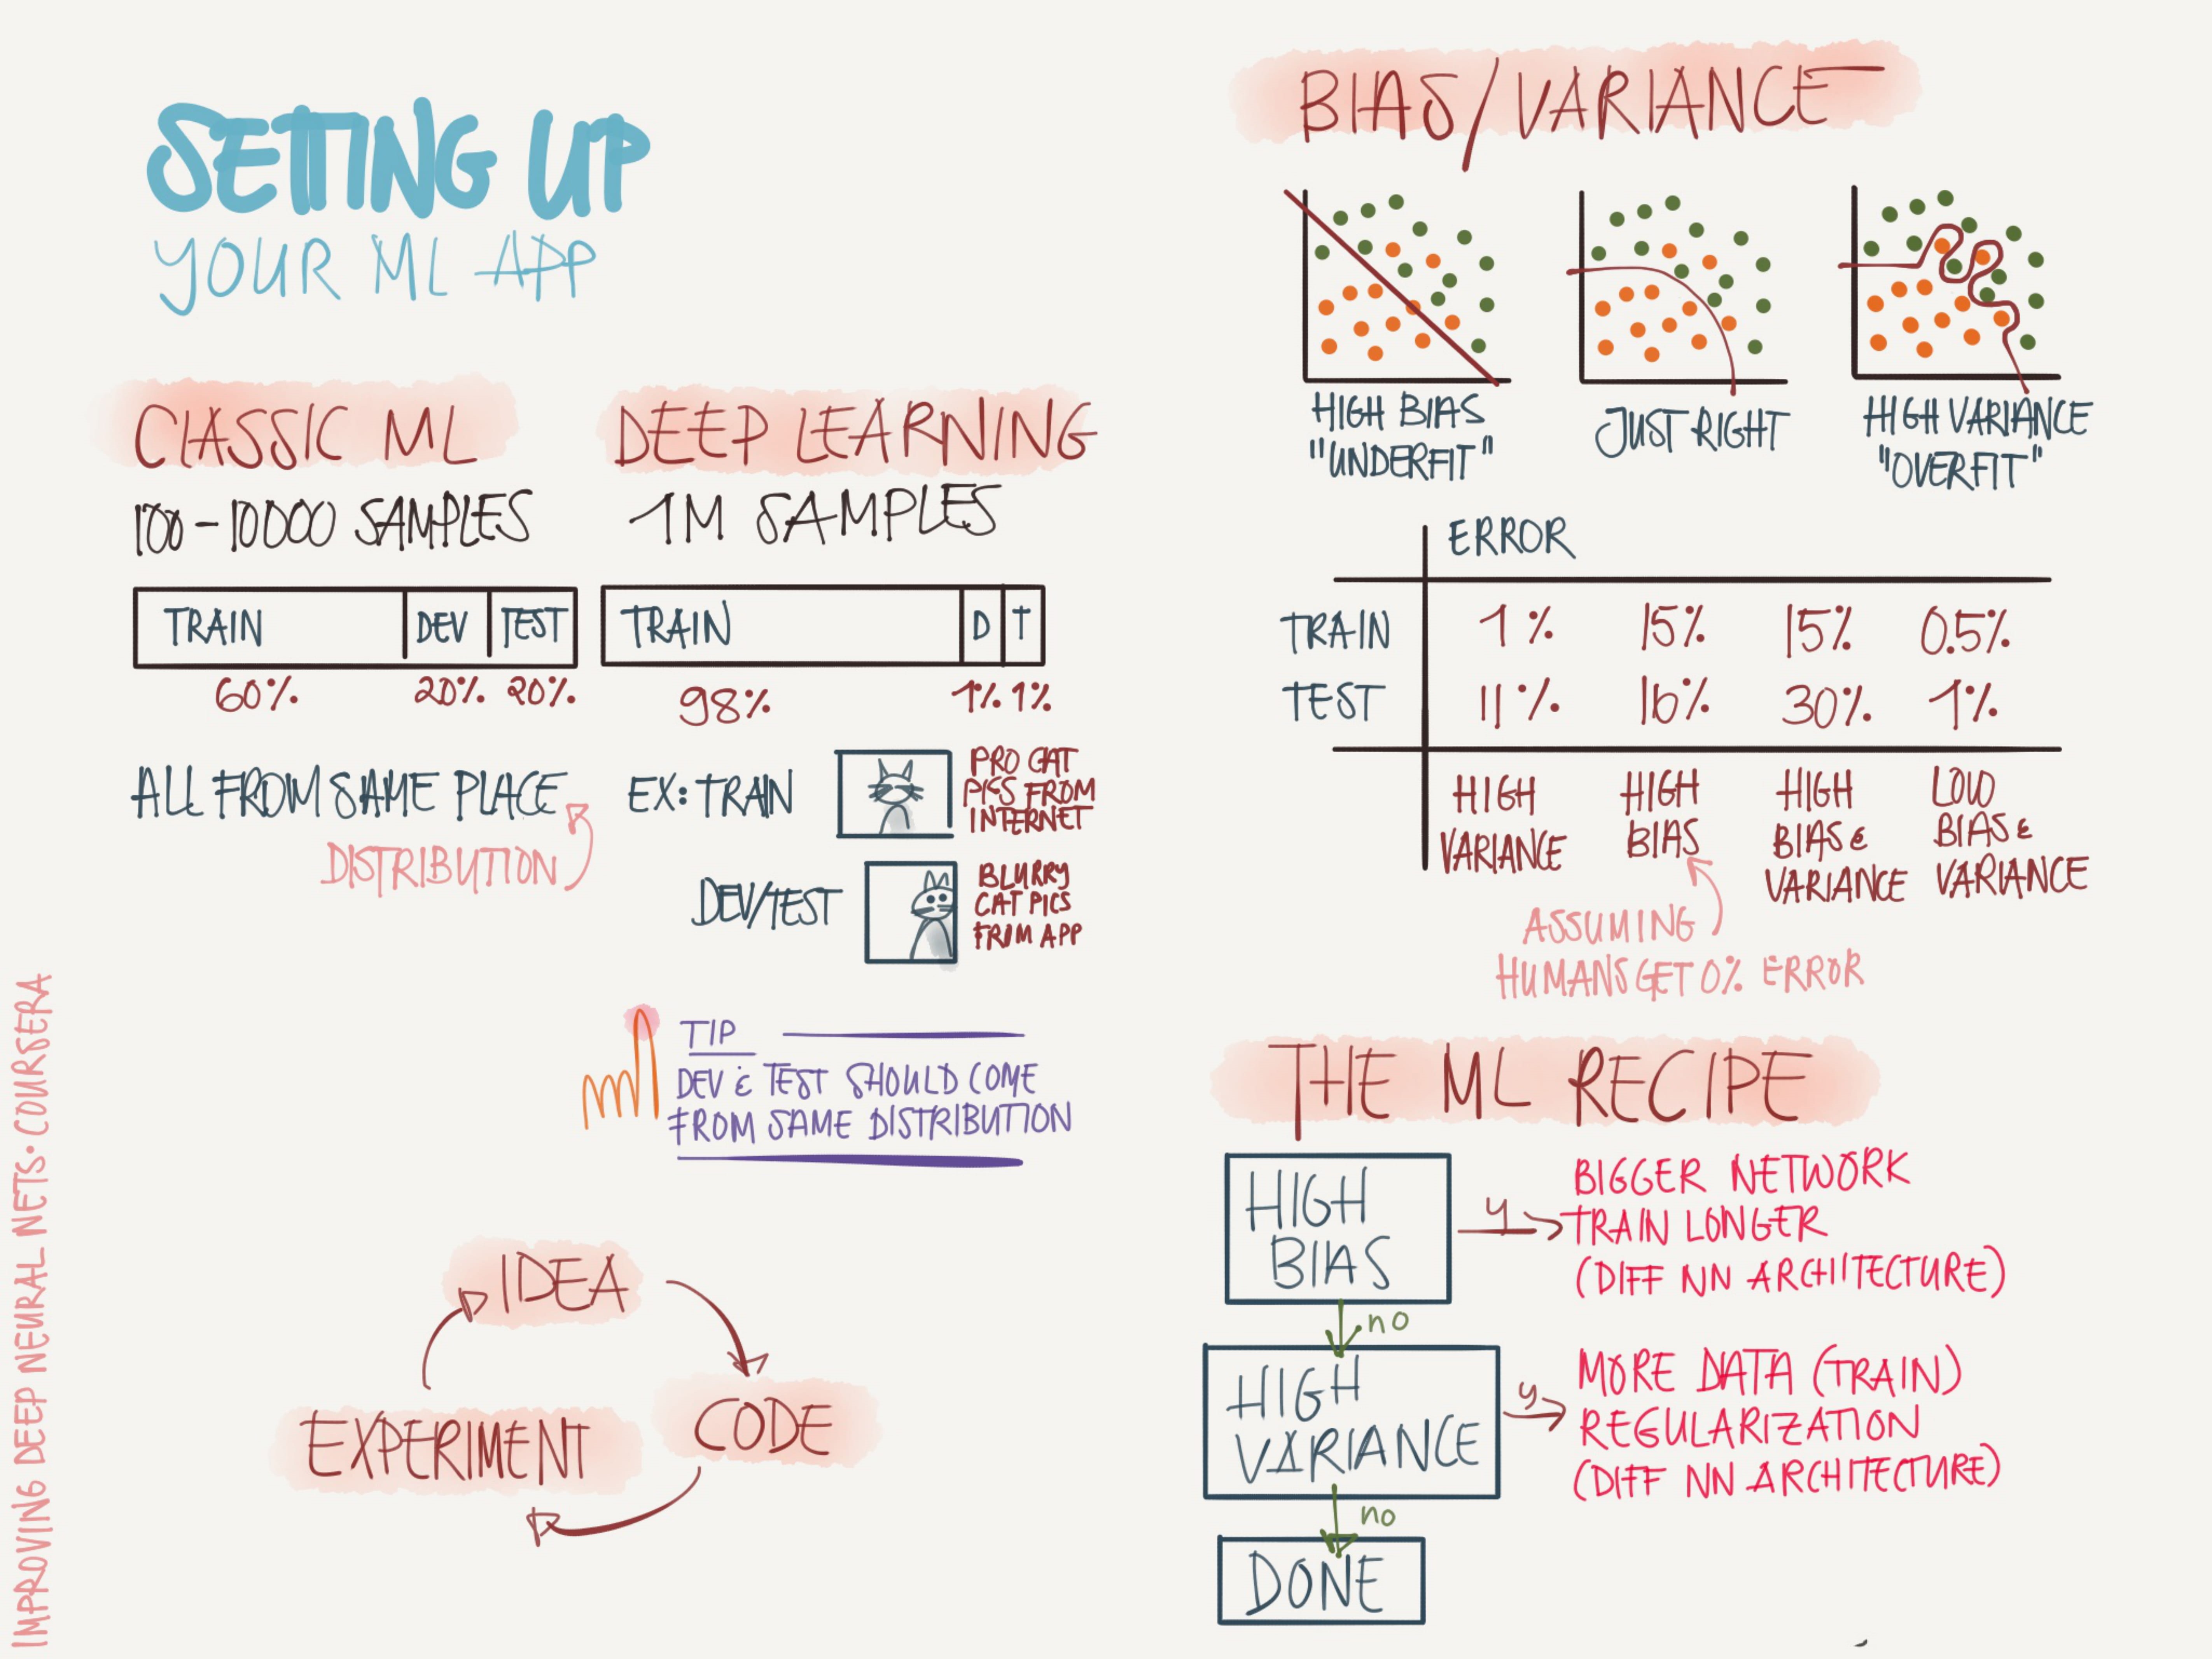 SETTING UP
YOUR ML APP
CLASSIC ML
100-10000 SAMPLES
TRAIN DEV TEST
60% 20% 20%
ALL FROM SAME PLACE
DISTRIBUTION
DEEP LEARNING
1M SAMPLES
TRAIN D T
98% 1% 1%
EX: TRAIN
PRO CAT
PICS FROM
INTERNET
DEV/TEST
BLURRY
CAT PICS
FROM APP
TIP
DEV & TEST SHOULD COME
FROM SAME DISTRIBUTION
IDEA
CODE
EXPERIMENT
BIAS/VARIANCE
HIGH BIAS
"UNDERFIT"
JUST RIGHT
HIGH VARIANCE
"OVERFIT"
ERROR
TRAIN 1% 15% 15% 0.5%
TEST 11% 16% 30% 1%
HIGH
VARIANCE
HIGH
BIAS
HIGH
BIAS &
VARIANCE
LOW
BIAS &
VARIANCE
ASSUMING
HUMANS GET 0% ERROR
THE ML RECIPE
HIGH
BIAS
y
BIGGER NETWORK
TRAIN LONGER
(DIFF NN ARCHITECTURE)
no
HIGH
VARIANCE
y
MORE DATA (TRAIN)
REGULARIZATION
(DIFF NN ARCHITECTURE)
no
DONE
IMPROVING DEEP NEURAL NETS • COURSERA